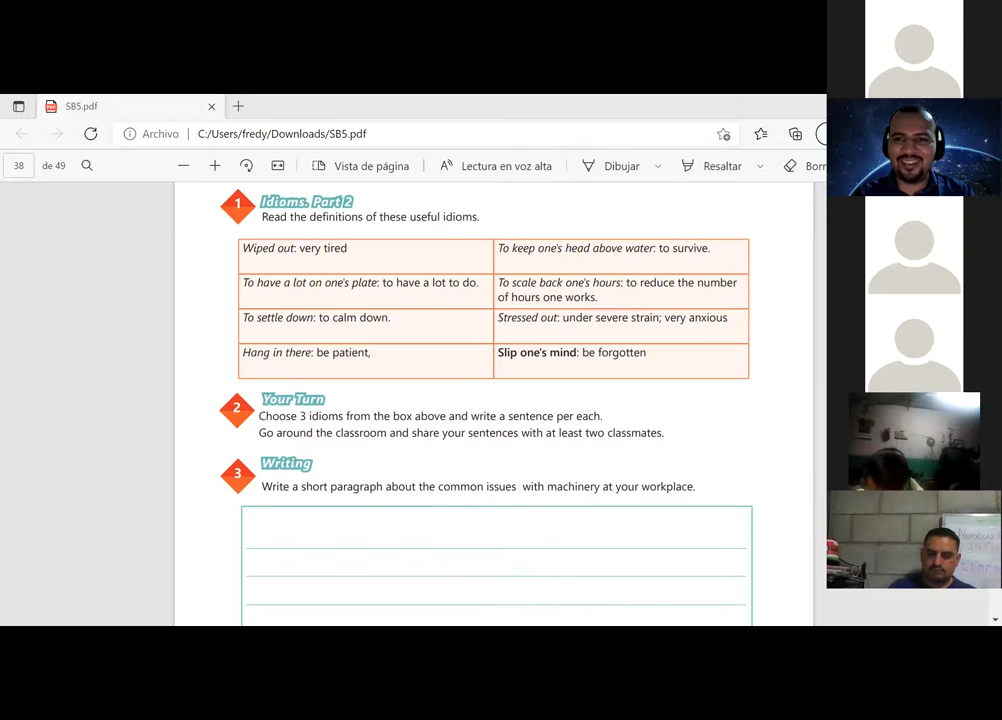 SB5.pdf
Archivo
C:/Users/fredy/Downloads/SB5.pdf
38 de 49
Vista de página
Lectura en voz alta
Dibujar
Resaltar
Borr
1 Idioms. Part 2
Read the definitions of these useful idioms.
Wiped out: very tired
To keep one's head above water: to survive.
To have a lot on one's plate: to have a lot to do.
To scale back one's hours: to reduce the number
of hours one works.
To settle down: to calm down.
Stressed out: under severe strain; very anxious
Hang in there: be patient,
Slip one's mind: be forgotten
2 Your Turn
Choose 3 idioms from the box above and write a sentence per each.
Go around the classroom and share your sentences with at least two classmates.
3 Writing
Write a short paragraph about the common issues with machinery at your workplace.